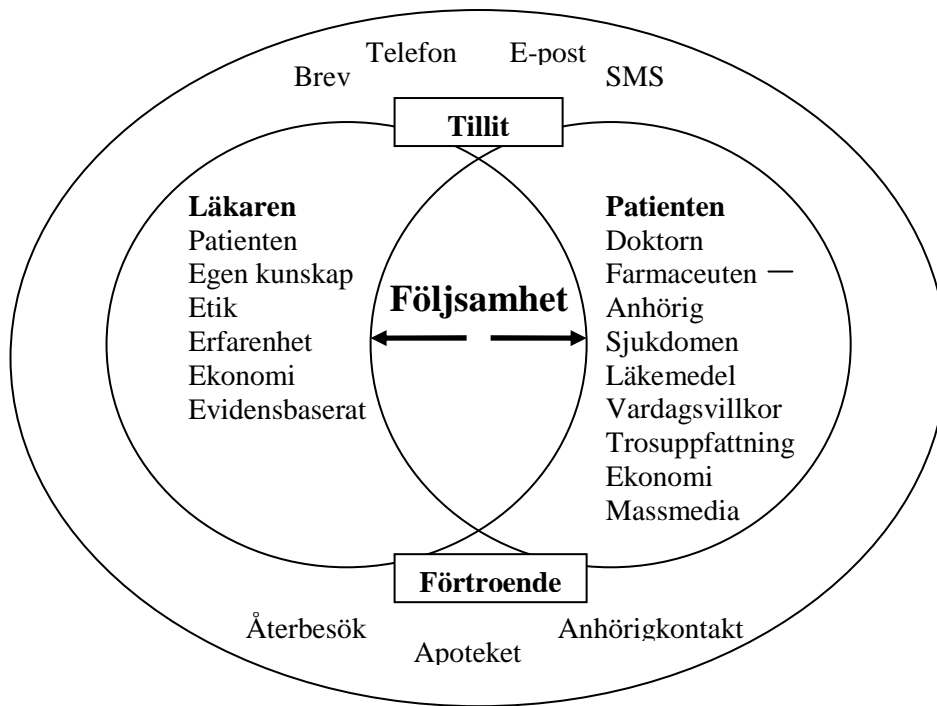 Telefon E-post
Brev SMS
Tillit
Läkaren
Patienten
Egen kunskap
Etik
Erfarenhet
Ekonomi
Evidensbaserat
Följsamhet
Patienten
Doktorn
Farmaceuten —
Anhörig
Sjukdomen
Läkemedel
Vardagsvillkor
Trosuppfattning
Ekonomi
Massmedia
Förtroende
Återbesök Anhörigkontakt
Apoteket